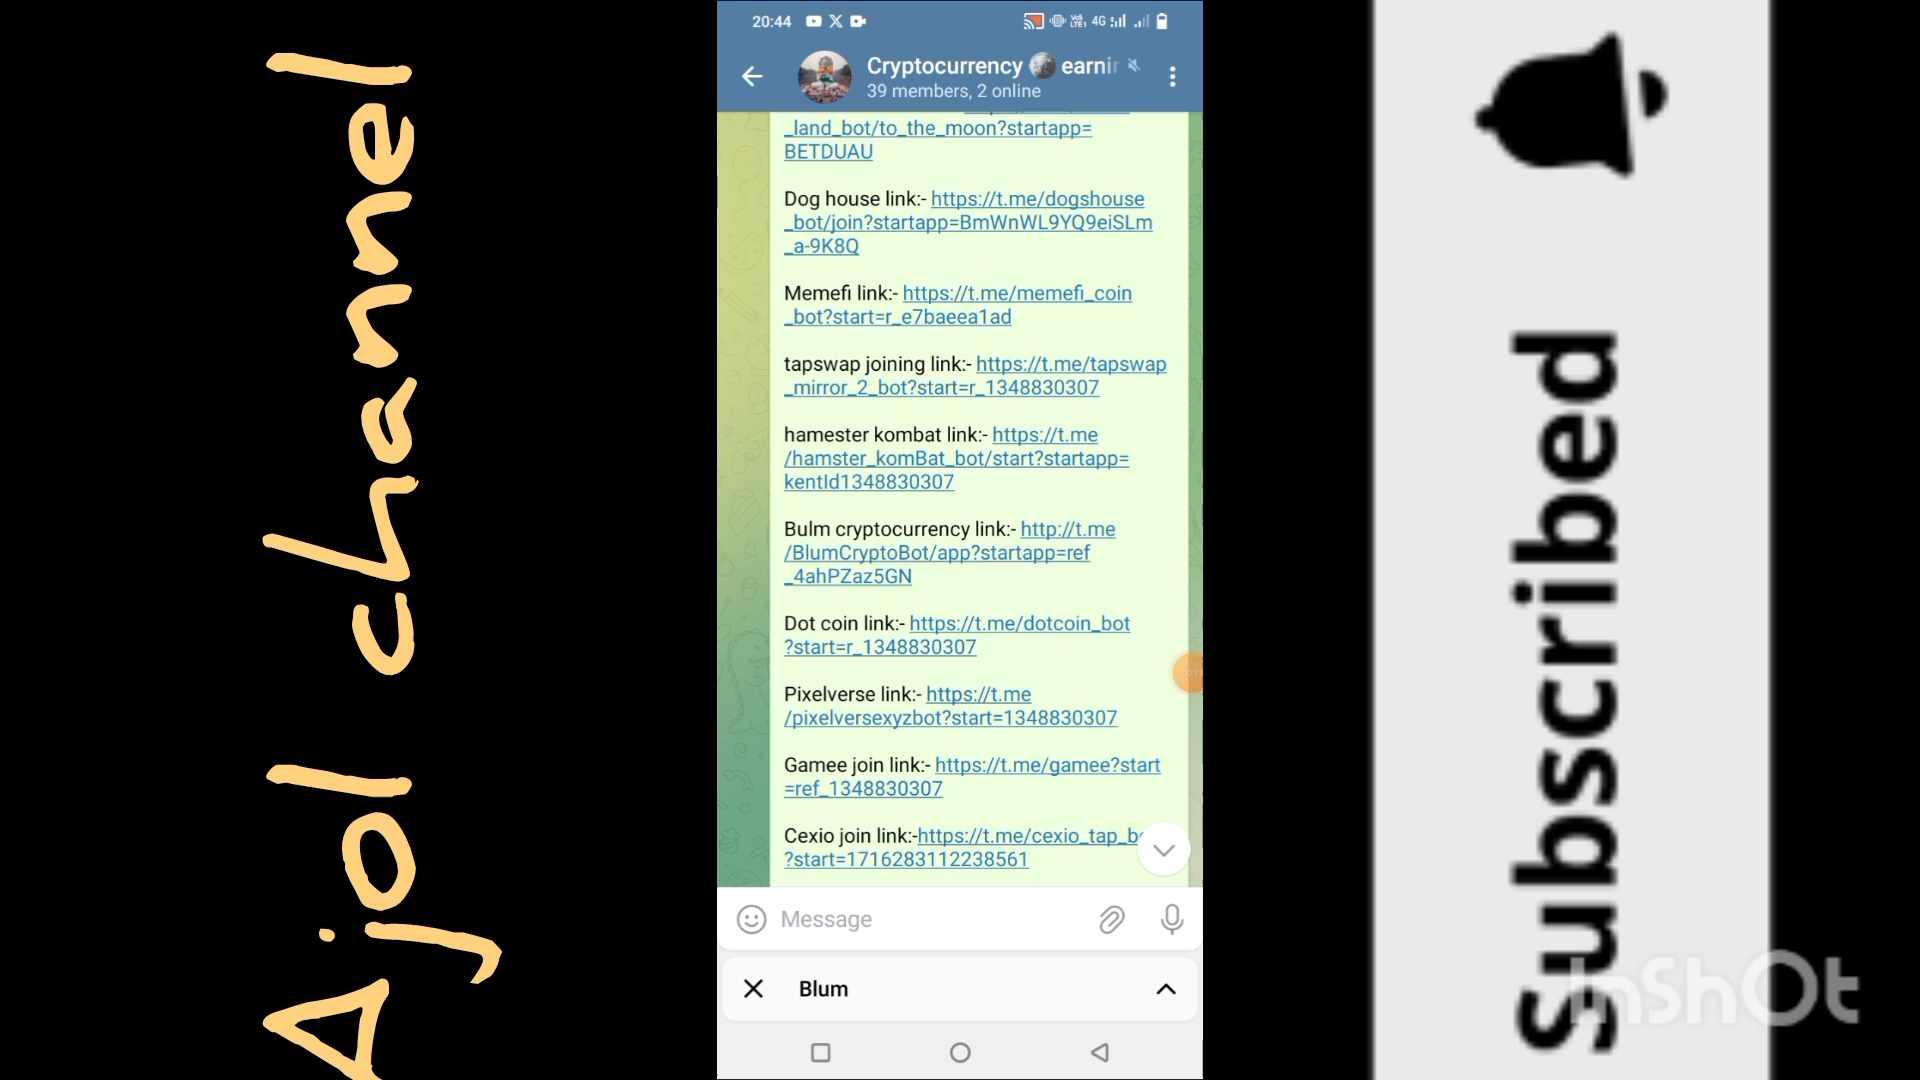 Ajol channel
20:44
4G
Cryptocurrency earnin
39 members, 2 online
_land_bot/to_the_moon?startapp=
BETDUAU
Dog house link:- https://t.me/dogshouse
_bot/join?startapp=BmWnWL9YQ9eiSLm
_a-9K8Q
Memefi link:- https://t.me/memefi_coin
_bot?start=r_e7baeea1ad
tapswap joining link:- https://t.me/tapswap
_mirror_2_bot?start=r_1348830307
hamester kombat link:- https://t.me
/hamster_komBat_bot/start?startapp=
kentId1348830307
Bulm cryptocurrency link:- http://t.me
/BlumCryptoBot/app?startapp=ref
_4ahPZaz5GN
Dot coin link:- https://t.me/dotcoin_bot
?start=r_1348830307
Pixelverse link:- https://t.me
/pixelversexyzbot?start=1348830307
Gamee join link:- https://t.me/gamee?start
=ref_1348830307
Cexio join link:-https://t.me/cexio_tap_b
?start=1716283112238561
Message
Blum
Subscribed
InShOt